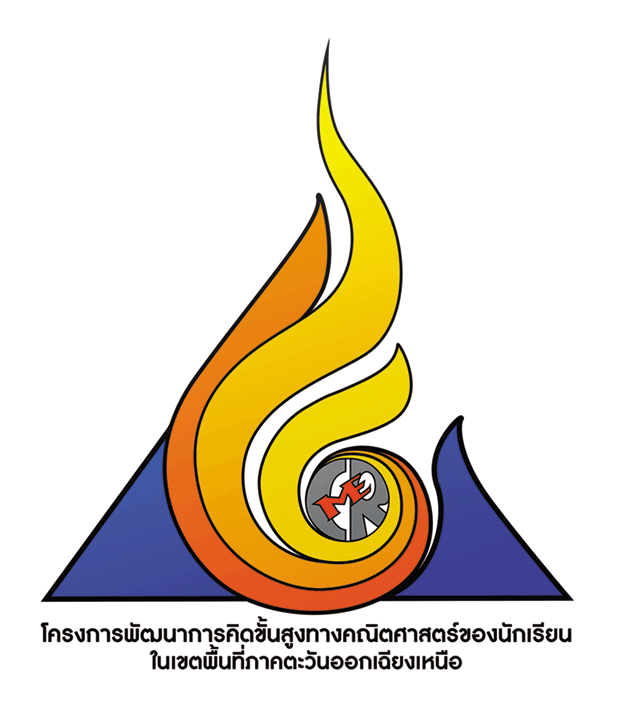 CRME
โครงการพัฒนาการคิดขั้นสูงทางคณิตศาสตร์ของนักเรียน
ในเขตพื้นที่ภาคตะวันออกเฉียงเหนือ